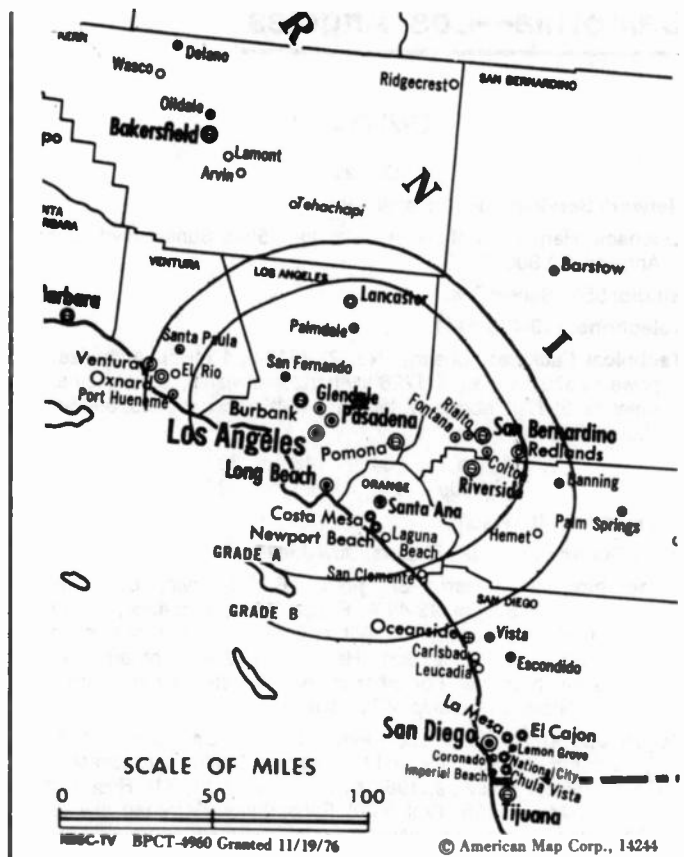 KERN
R
Delano
Wasco
Ridgecrest
SAN BERNARDINO
Oildale
Bakersfield
Lamont
Arvin
N
Tehachapi
VENTURA
LOS ANGELES
Barstow
I
Lancaster
Palmdale
Santa Paula
San Fernando
Ventura
El Rio
Oxnard
Port Hueneme
Glendale
Burbank
Pasadena
Fontana
Rialto
San Bernardino
Los Angeles
Pomona
Colton
Redlands
Long Beach
ORANGE
Riverside
Banning
Santa Ana
Costa Mesa
Palm Springs
Newport Beach
Laguna
Beach
Hemet
GRADE A
San Clemente
GRADE B
SAN DIEGO
Oceanside
Vista
Carlsbad
Leucadia
Escondido
La Mesa
El Cajon
San Diego
Lemon Grove
Coronado
National City
Imperial Beach
Chula Vista
Tijuana
SCALE OF MILES
0
100
BPCT-4960 Granted 11/19/76
© American Map Corp., 14244